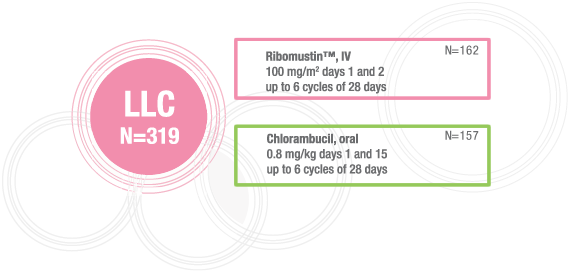 LLC
N=319
Ribomustin™, IV
N=162
100 mg/m² days 1 and 2
up to 6 cycles of 28 days
Chlorambucil, oral
N=157
0.8 mg/kg days 1 and 15
up to 6 cycles of 28 days